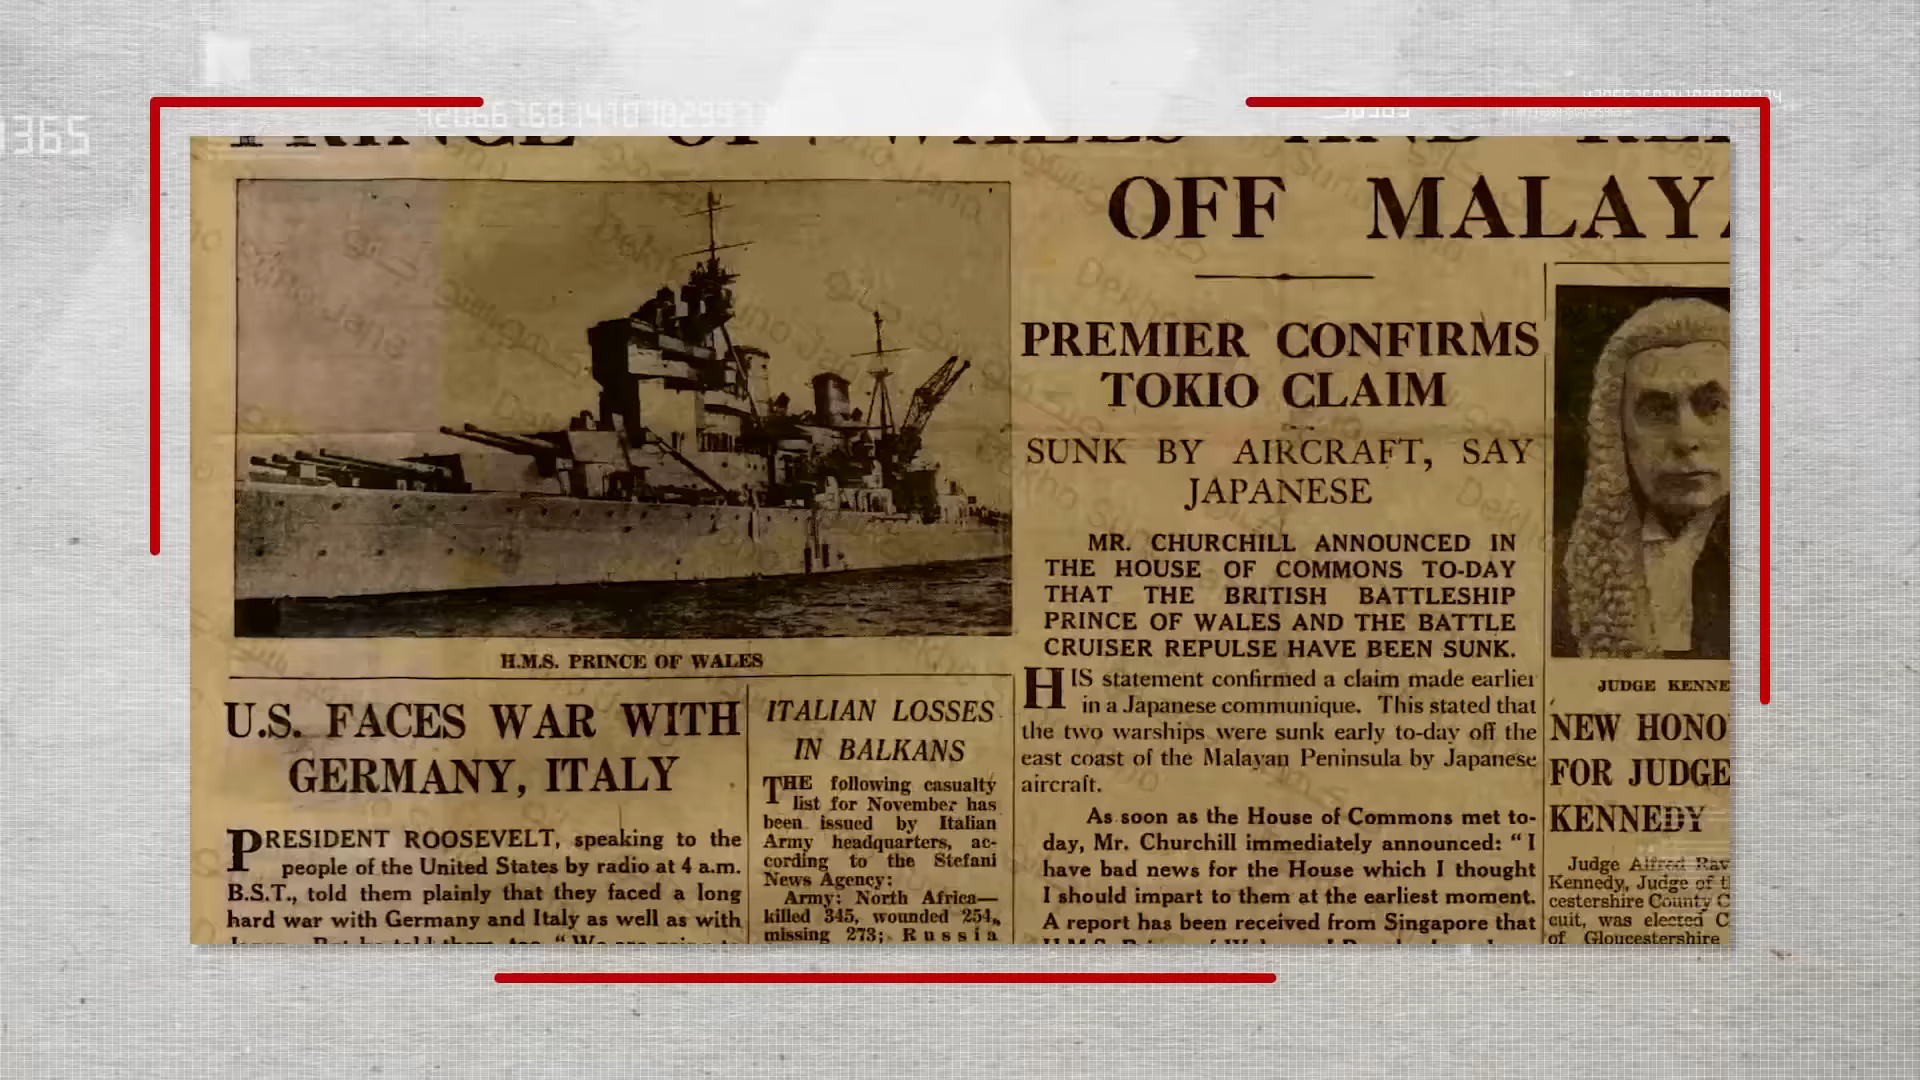 1365
PRINCE OF WALES AND
OFF MALAY
PREMIER CONFIRMS
TOKIO CLAIM
SUNK BY AIRCRAFT, SAY
JAPANESE
MR. CHURCHILL ANNOUNCED IN
THE HOUSE OF COMMONS TO-DAY
THAT THE BRITISH BATTLESHIP
PRINCE OF WALES AND THE BATTLE
CRUISER REPULSE HAVE BEEN SUNK.
HIS statement confirmed a claim made earlier
in a Japanese communique. This stated that
the two warships were sunk early to-day off the
east coast of the Malayan Peninsula by Japanese
aircraft.
As soon as the House of Commons met to-
day, Mr. Churchill immediately announced: "I
have bad news for the House which I thought
I should impart to them at the earliest moment.
A report has been received from Singapore that
H.M.S. PRINCE OF WALES
U.S. FACES WAR WITH
GERMANY, ITALY
PRESIDENT ROOSEVELT, speaking to the
people of the United States by radio at 4 a.m.
B.S.T., told them plainly that they faced a long
hard war with Germany and Italy as well as with
ITALIAN LOSSES
IN BALKANS
THE following casualty
list for November has
been issued by Italian
Army headquarters, ac-
cording to the Stefani
News Agency:
Army: North Africa—
killed 345, wounded 254,
missing 273; Russia
JUDGE KENNE
NEW HONO
FOR JUDGE
KENNEDY
Judge Alfred Rav
Kennedy, Judge of t
cestershire County C
cuit, was elected C
of Gloucestershire